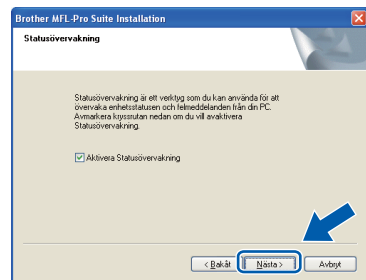 Brother MFL-Pro Suite Installation
Statusövervakning
Statusövervakning är ett verktyg som du kan använda för att
övervaka enhetsstatusen och felmeddelanden från din PC.
Avmarkera kryssrutan nedan om du vill avaktivera
Statusövervakning.
Aktivera Statusövervakning
< Bakåt Nästa > Avbryt